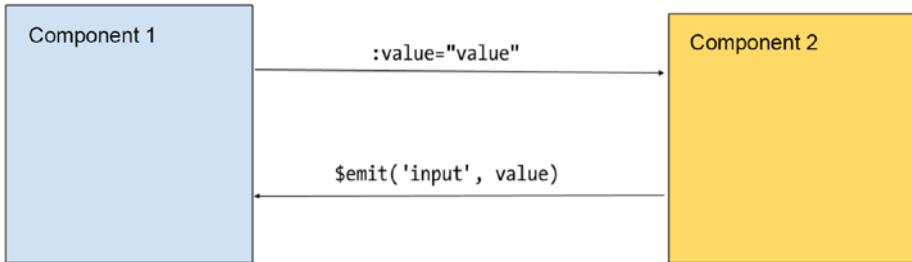 Component 1
:value="value"
Component 2
$emit('input', value)